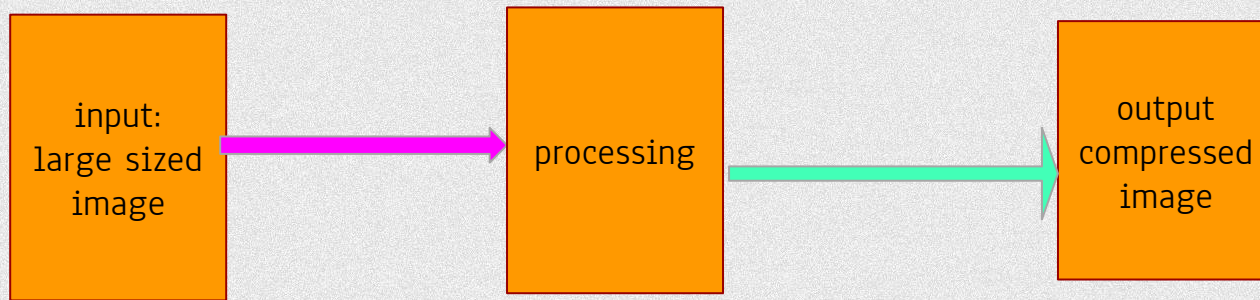 input:
large sized
image
processing
output
compressed
image